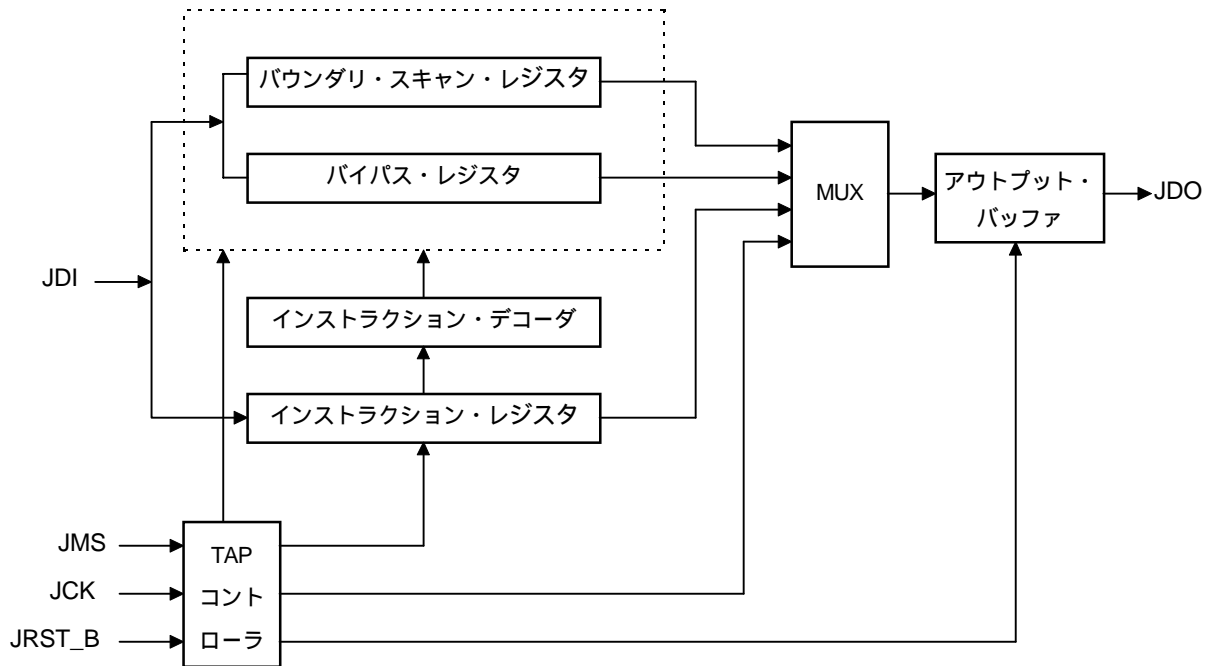 バウンダリ・スキャン・レジスタ
バイパス・レジスタ
MUX
アウトプット・
バッファ
JDO
JDI
インストラクション・デコーダ
インストラクション・レジスタ
JMS
JCK
JRST_B
TAP
コント
ローラ